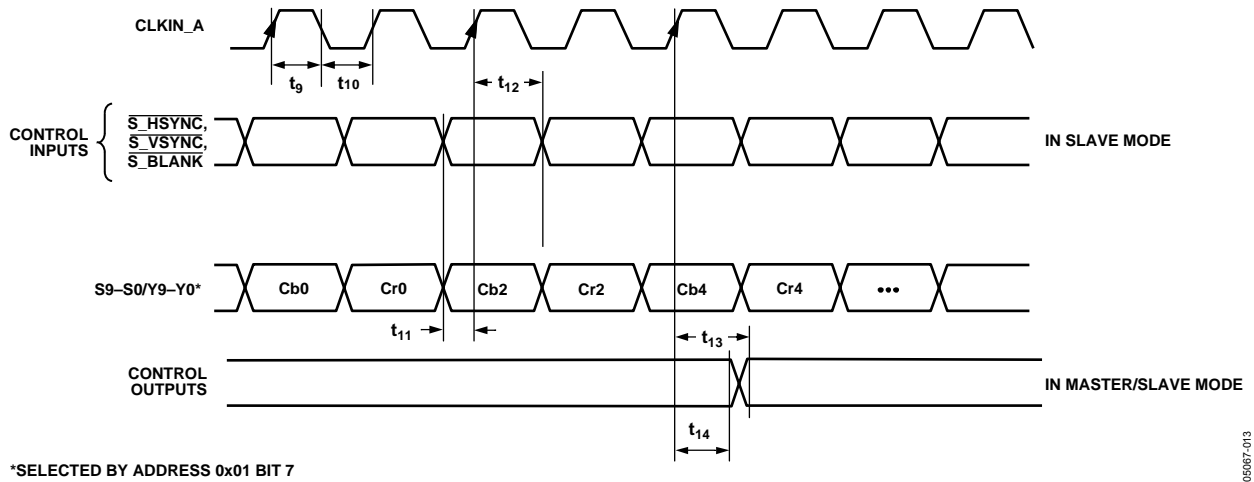 CLKIN_A
t9
t10
t12
CONTROL
INPUTS
S_HSYNC,
S_VSYNC,
S_BLANK
IN SLAVE MODE
S9–S0/Y9–Y0*
Cb0
Cr0
Cb2
Cr2
Cb4
Cr4
•••
t11
t13
CONTROL
OUTPUTS
IN MASTER/SLAVE MODE
t14
*SELECTED BY ADDRESS 0x01 BIT 7
05067-013